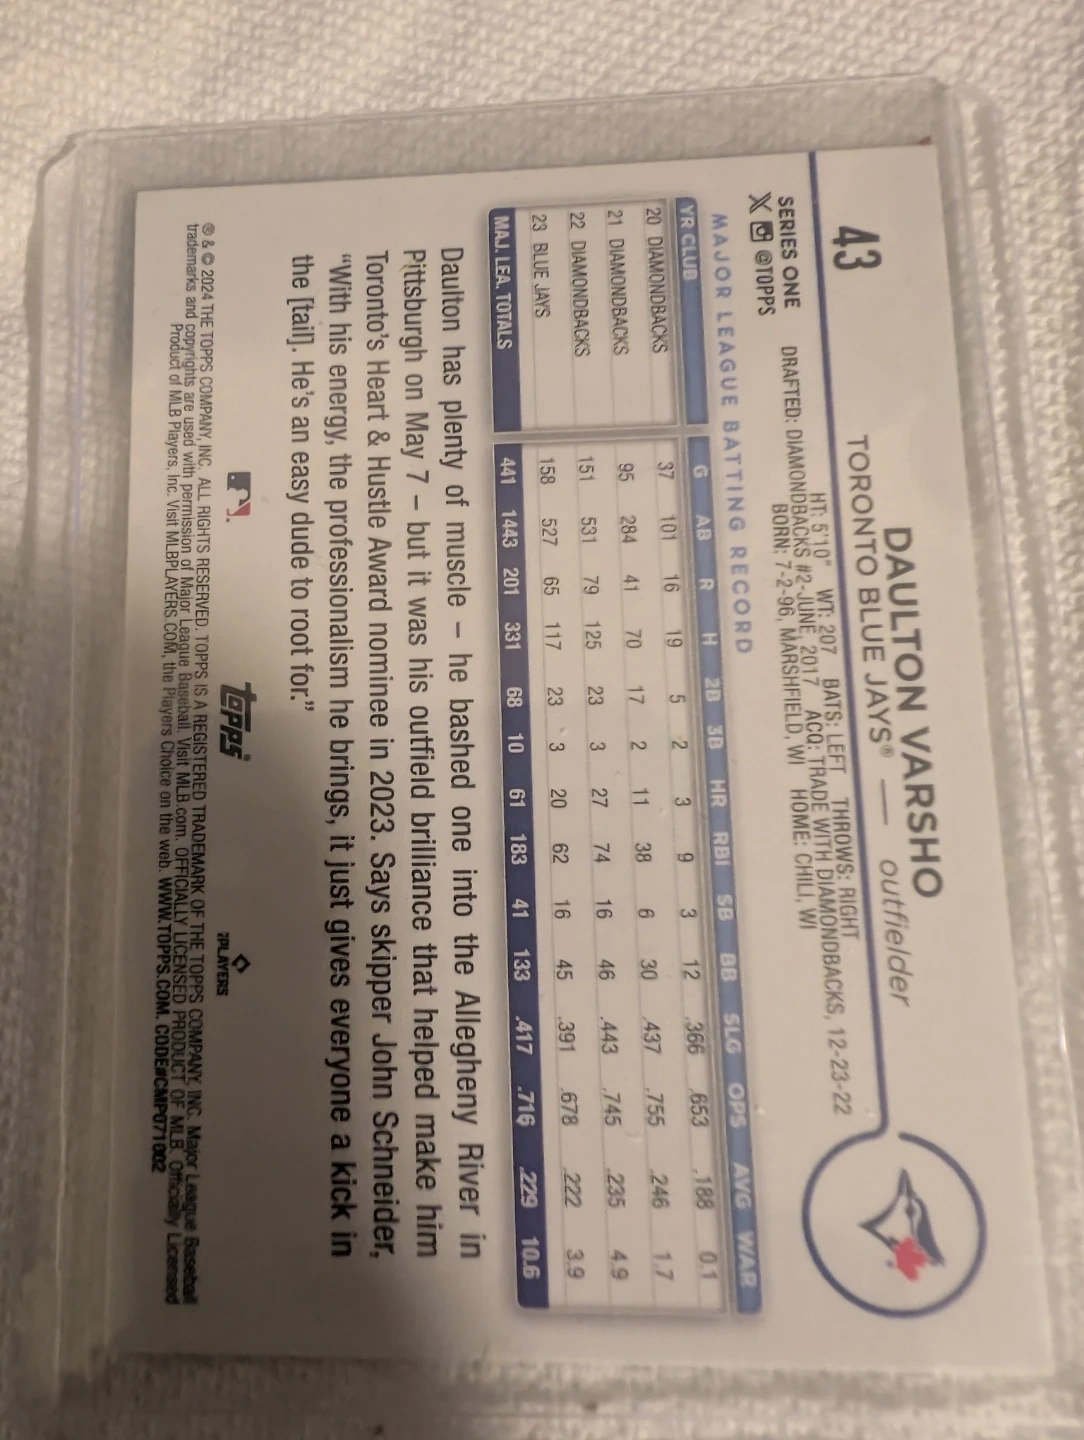 43
DAULTON VARSHO
TORONTO BLUE JAYS® — outfielder
HT: 5'10" WT: 207 BATS: LEFT THROWS: RIGHT
SERIES ONE DRAFTED: DIAMONDBACKS #2-JUNE, 2017 ACQ: TRADE WITH DIAMONDBACKS, 12-23-22
X @TOPPS BORN: 7-2-96, MARSHFIELD, WI HOME: CHILI, WI
MAJOR LEAGUE BATTING RECORD
YR CLUB G AB R H 2B 3B HR RBI SB BB SLG OPS AVG WAR
20 DIAMONDBACKS 37 101 16 19 5 2 3 9 3 12 .366 .653 .188 0.1
21 DIAMONDBACKS 95 284 41 70 17 2 11 38 6 30 .437 .755 .246 1.7
22 DIAMONDBACKS 151 531 79 125 23 3 27 74 16 46 .443 .745 .235 4.9
23 BLUE JAYS 158 527 65 117 23 3 20 62 16 45 .391 .678 .222 3.9
MAJ. LEA. TOTALS 441 1443 201 331 68 10 61 183 41 133 .417 .716 .229 10.6
Daulton has plenty of muscle – he bashed one into the Allegheny River in
Pittsburgh on May 7 – but it was his outfield brilliance that helped make him
Toronto's Heart & Hustle Award nominee in 2023. Says skipper John Schneider,
"With his energy, the professionalism he brings, it just gives everyone a kick in
the [tail]. He's an easy dude to root for."
topps
PLAYERS
® & © 2024 THE TOPPS COMPANY, INC. ALL RIGHTS RESERVED. TOPPS IS A REGISTERED TRADEMARK OF THE TOPPS COMPANY, INC. Major League Baseball
trademarks and copyrights are used with permission of Major League Baseball. Visit MLB.com. OFFICIALLY LICENSED PRODUCT OF MLB. Officially Licensed
Product of MLB Players, Inc. Visit MLBPLAYERS.COM, the Players Choice on the web. WWW.TOPPS.COM. CODE#CMP071002